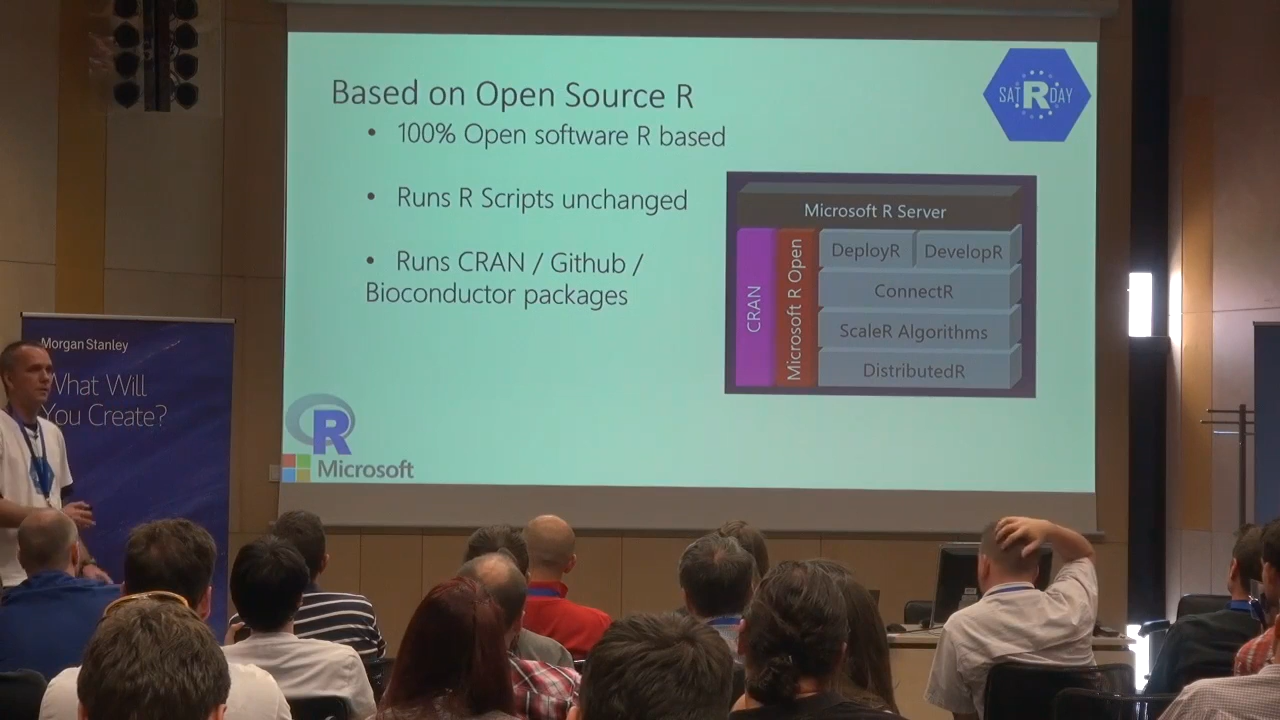 Based on Open Source R
• 100% Open software R based
• Runs R Scripts unchanged
• Runs CRAN / Github /
Bioconductor packages
SAT R DAY
Microsoft R Server
CRAN
Microsoft R Open
DeployR
DevelopR
ConnectR
ScaleR Algorithms
DistributedR
R
Microsoft
Morgan Stanley
What Will
You Create?